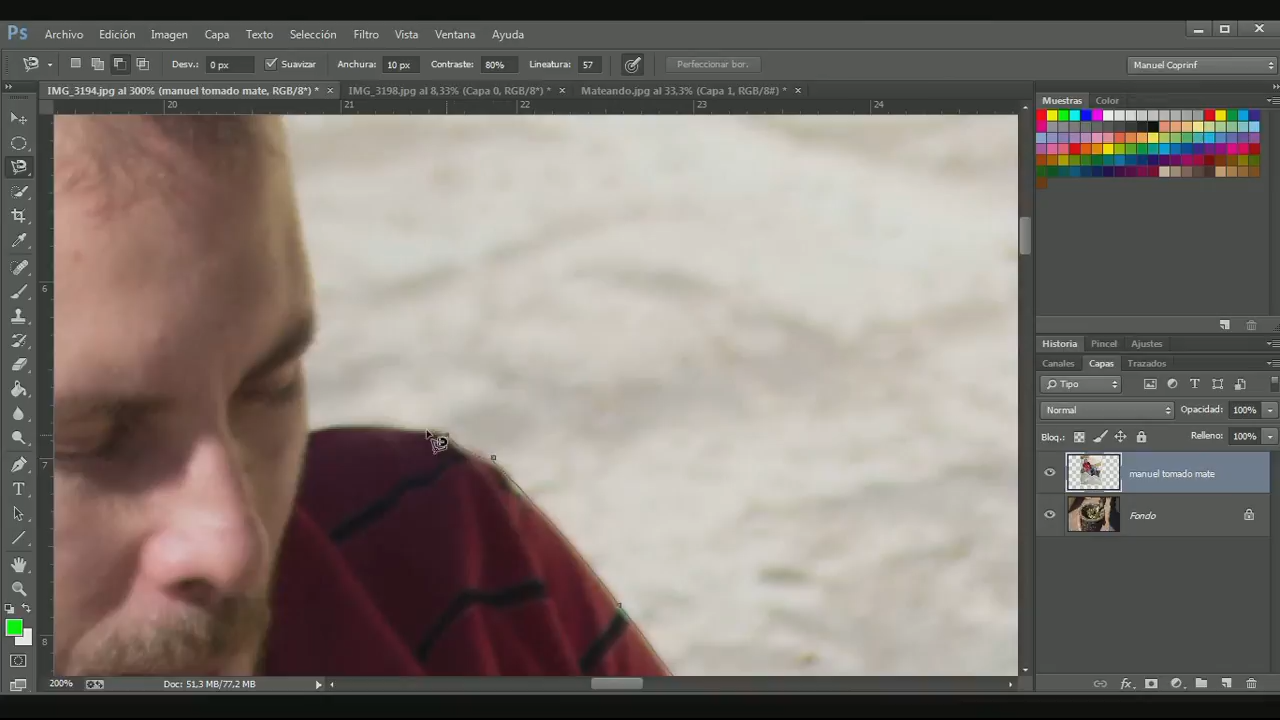 Ps Archivo Edición Imagen Capa Texto Selección Filtro Vista Ventana Ayuda
Desv.: 0 px Suavizar Anchura: 10 px Contraste: 80% Lineatura: 57 Perfeccionar bor. Manuel Coprinf
IMG_3194.jpg al 300% (manuel tomado mate, RGB/8*) * IMG_3198.jpg al 8,33% (Capa 0, RGB/8*) * Mateando.jpg al 33,3% (Capa 1, RGB/8#) *
20 21 22 23 24
6
7
8
Muestras Color
Historia Pincel Ajustes
Canales Capas Trazados
Tipo
Normal Opacidad: 100%
Bloq.: Relleno: 100%
manuel tomado mate
Fondo
200% Doc: 51,3 MB/77,2 MB